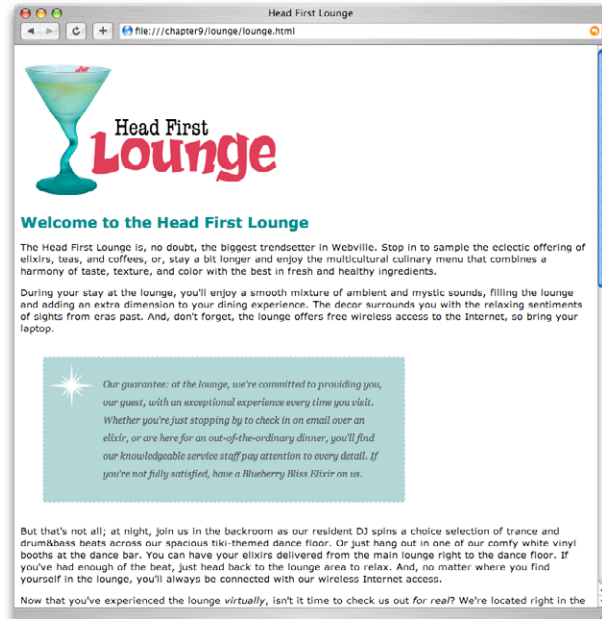 Head First Lounge
file:///chapter9/lounge/lounge.html
Head First
Lounge
Welcome to the Head First Lounge
The Head First Lounge is, no doubt, the biggest trendsetter in Webville. Stop in to sample the eclectic offering of
elixirs, teas, and coffees, or, stay a bit longer and enjoy the multicultural culinary menu that combines a
harmony of taste, texture, and color with the best in fresh and healthy ingredients.
During your stay at the lounge, you'll enjoy a smooth mixture of ambient and mystic sounds, filling the lounge
and adding an extra dimension to your dining experience. The decor surrounds you with the relaxing sentiments
of sights from eras past. And, don't forget, the lounge offers free wireless access to the Internet, so bring your
laptop.
Our guarantee: at the lounge, we're committed to providing you,
our guest, with an exceptional experience every time you visit.
Whether you're just stopping by to check in on email over an
elixir, or are here for an out-of-the-ordinary dinner, you'll find
our knowledgeable service staff pay attention to every detail. If
you're not fully satisfied, have a Blueberry Bliss Elixir on us.
But that's not all; at night, join us in the backroom as our resident DJ spins a choice selection of trance and
drum&bass beats across our spacious tiki-themed dance floor. Or just hang out in one of our comfy white vinyl
booths at the dance bar. You can have your elixirs delivered from the main lounge right to the dance floor. If
you've had enough of the beat, just head back to the lounge area to relax. And, no matter where you find
yourself in the lounge, you'll always be connected with our wireless Internet access.
Now that you've experienced the lounge virtually, isn't it time to check us out for real? We're located right in the